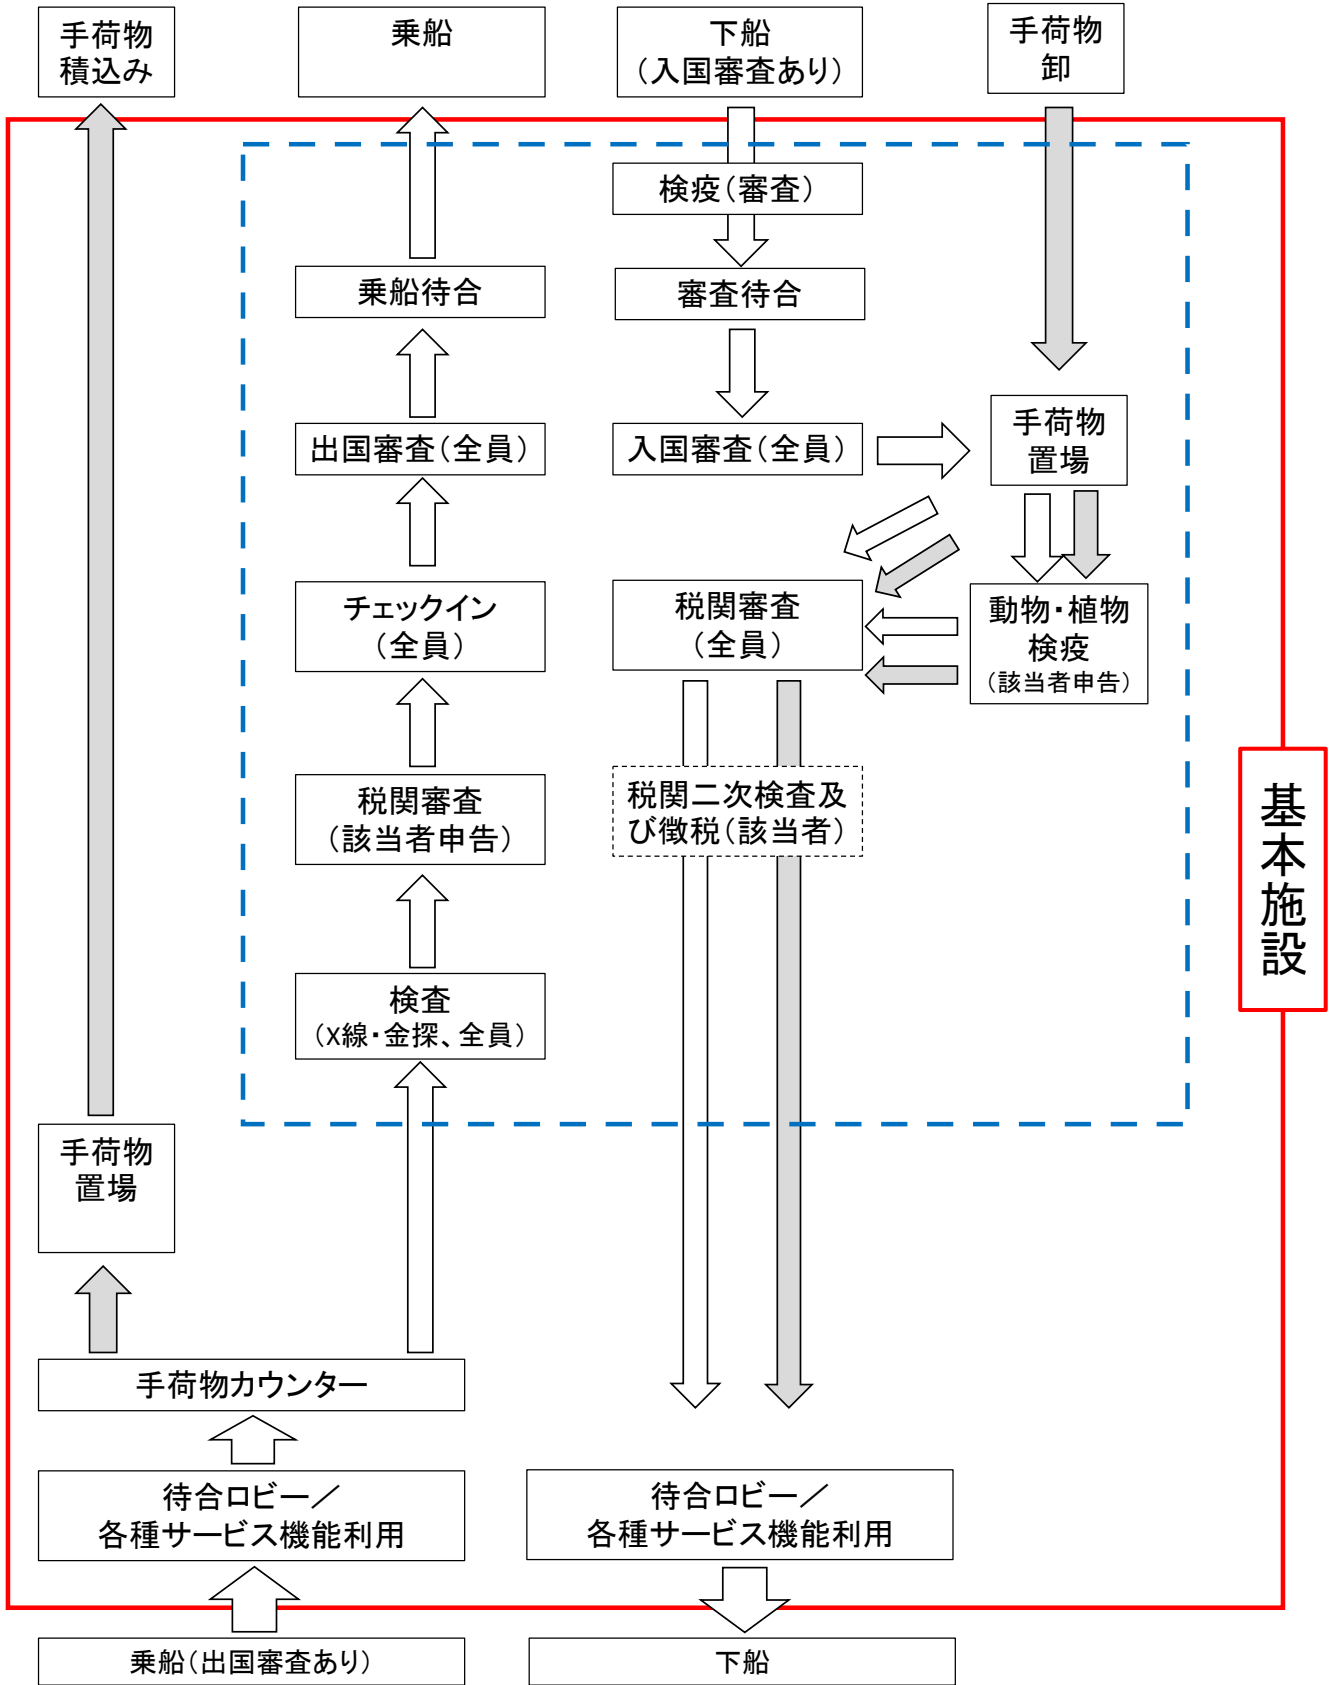 手荷物
積込み
乗船
下船
（入国審査あり）
手荷物
卸
検疫（審査）
乗船待合
審査待合
出国審査（全員）
入国審査（全員）
手荷物
置場
チェックイン
（全員）
税関審査
（全員）
動物・植物
検疫
（該当者申告）
税関審査
（該当者申告）
税関二次検査及
び徴税（該当者）
基本施設
検査
（X線・金探、全員）
手荷物
置場
手荷物カウンター
待合ロビー／
各種サービス機能利用
待合ロビー／
各種サービス機能利用
乗船（出国審査あり）
下船